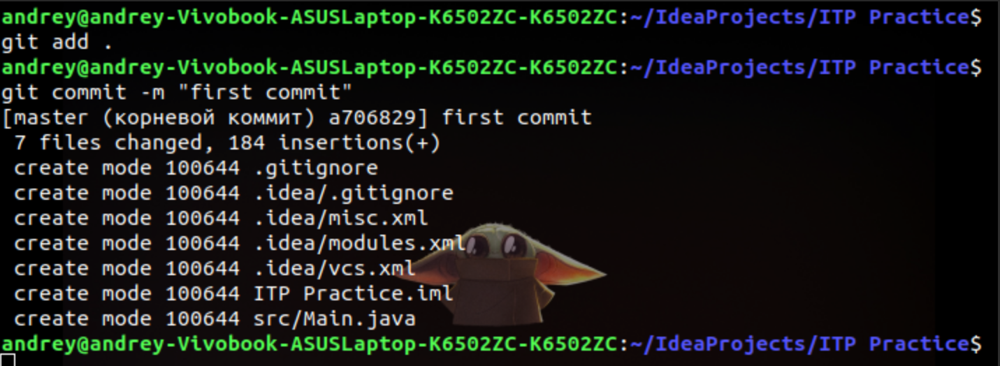 andrey@andrey-Vivobook-ASUSLaptop-K6502ZC-K6502ZC:~/IdeaProjects/ITP Practice$
git add .
andrey@andrey-Vivobook-ASUSLaptop-K6502ZC-K6502ZC:~/IdeaProjects/ITP Practice$
git commit -m "first commit"
[master (корневой коммит) a706829] first commit
 7 files changed, 184 insertions(+)
 create mode 100644 .gitignore
 create mode 100644 .idea/.gitignore
 create mode 100644 .idea/misc.xml
 create mode 100644 .idea/modules.xml
 create mode 100644 .idea/vcs.xml
 create mode 100644 ITP Practice.iml
 create mode 100644 src/Main.java
andrey@andrey-Vivobook-ASUSLaptop-K6502ZC-K6502ZC:~/IdeaProjects/ITP Practice$